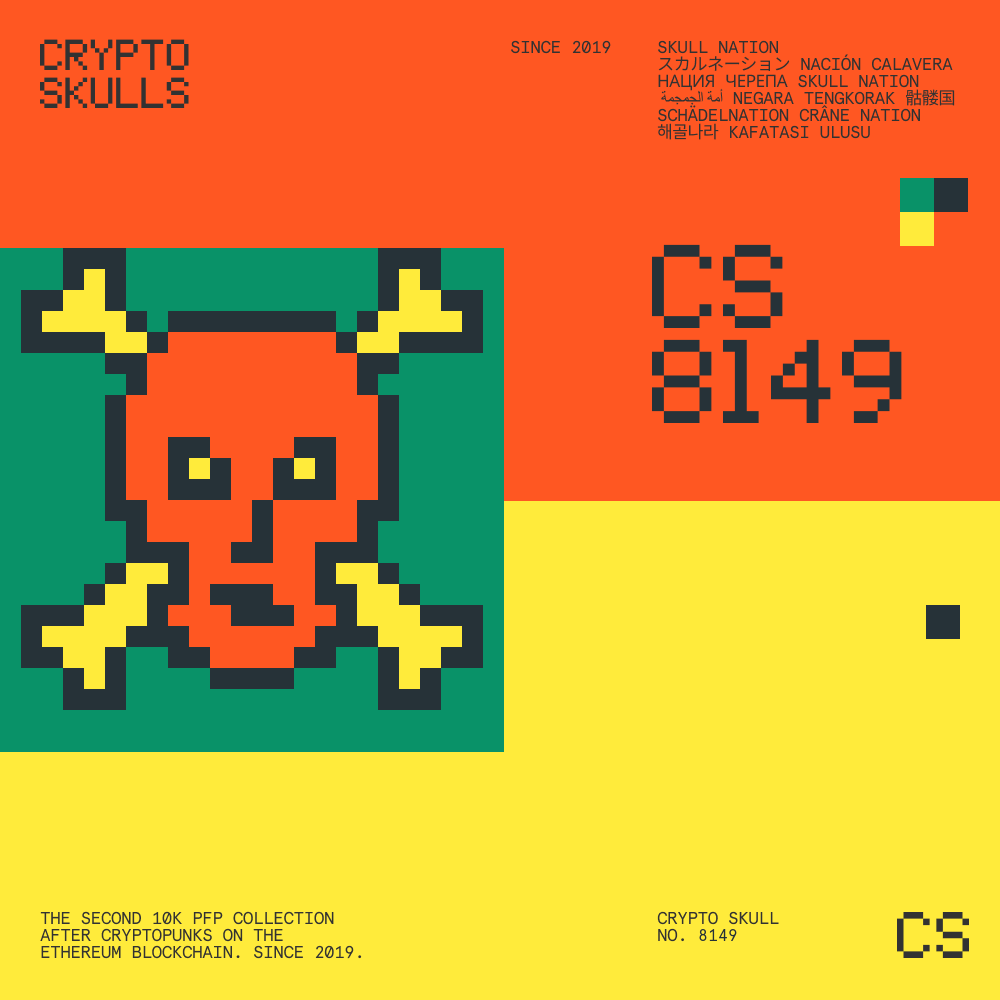 CRYPTO
SKULLS
SINCE 2019
SKULL NATION
スカルネーション NACIÓN CALAVERA
НАЦИЯ ЧЕРЕПА SKULL NATION
أمة الجمجمة NEGARA TENGKORAK 骷髅国
SCHÄDELNATION CRÂNE NATION
해골나라 KAFATASI ULUSU
CS
8149
THE SECOND 10K PFP COLLECTION
AFTER CRYPTOPUNKS ON THE
ETHEREUM BLOCKCHAIN. SINCE 2019.
CRYPTO SKULL
NO. 8149
CS